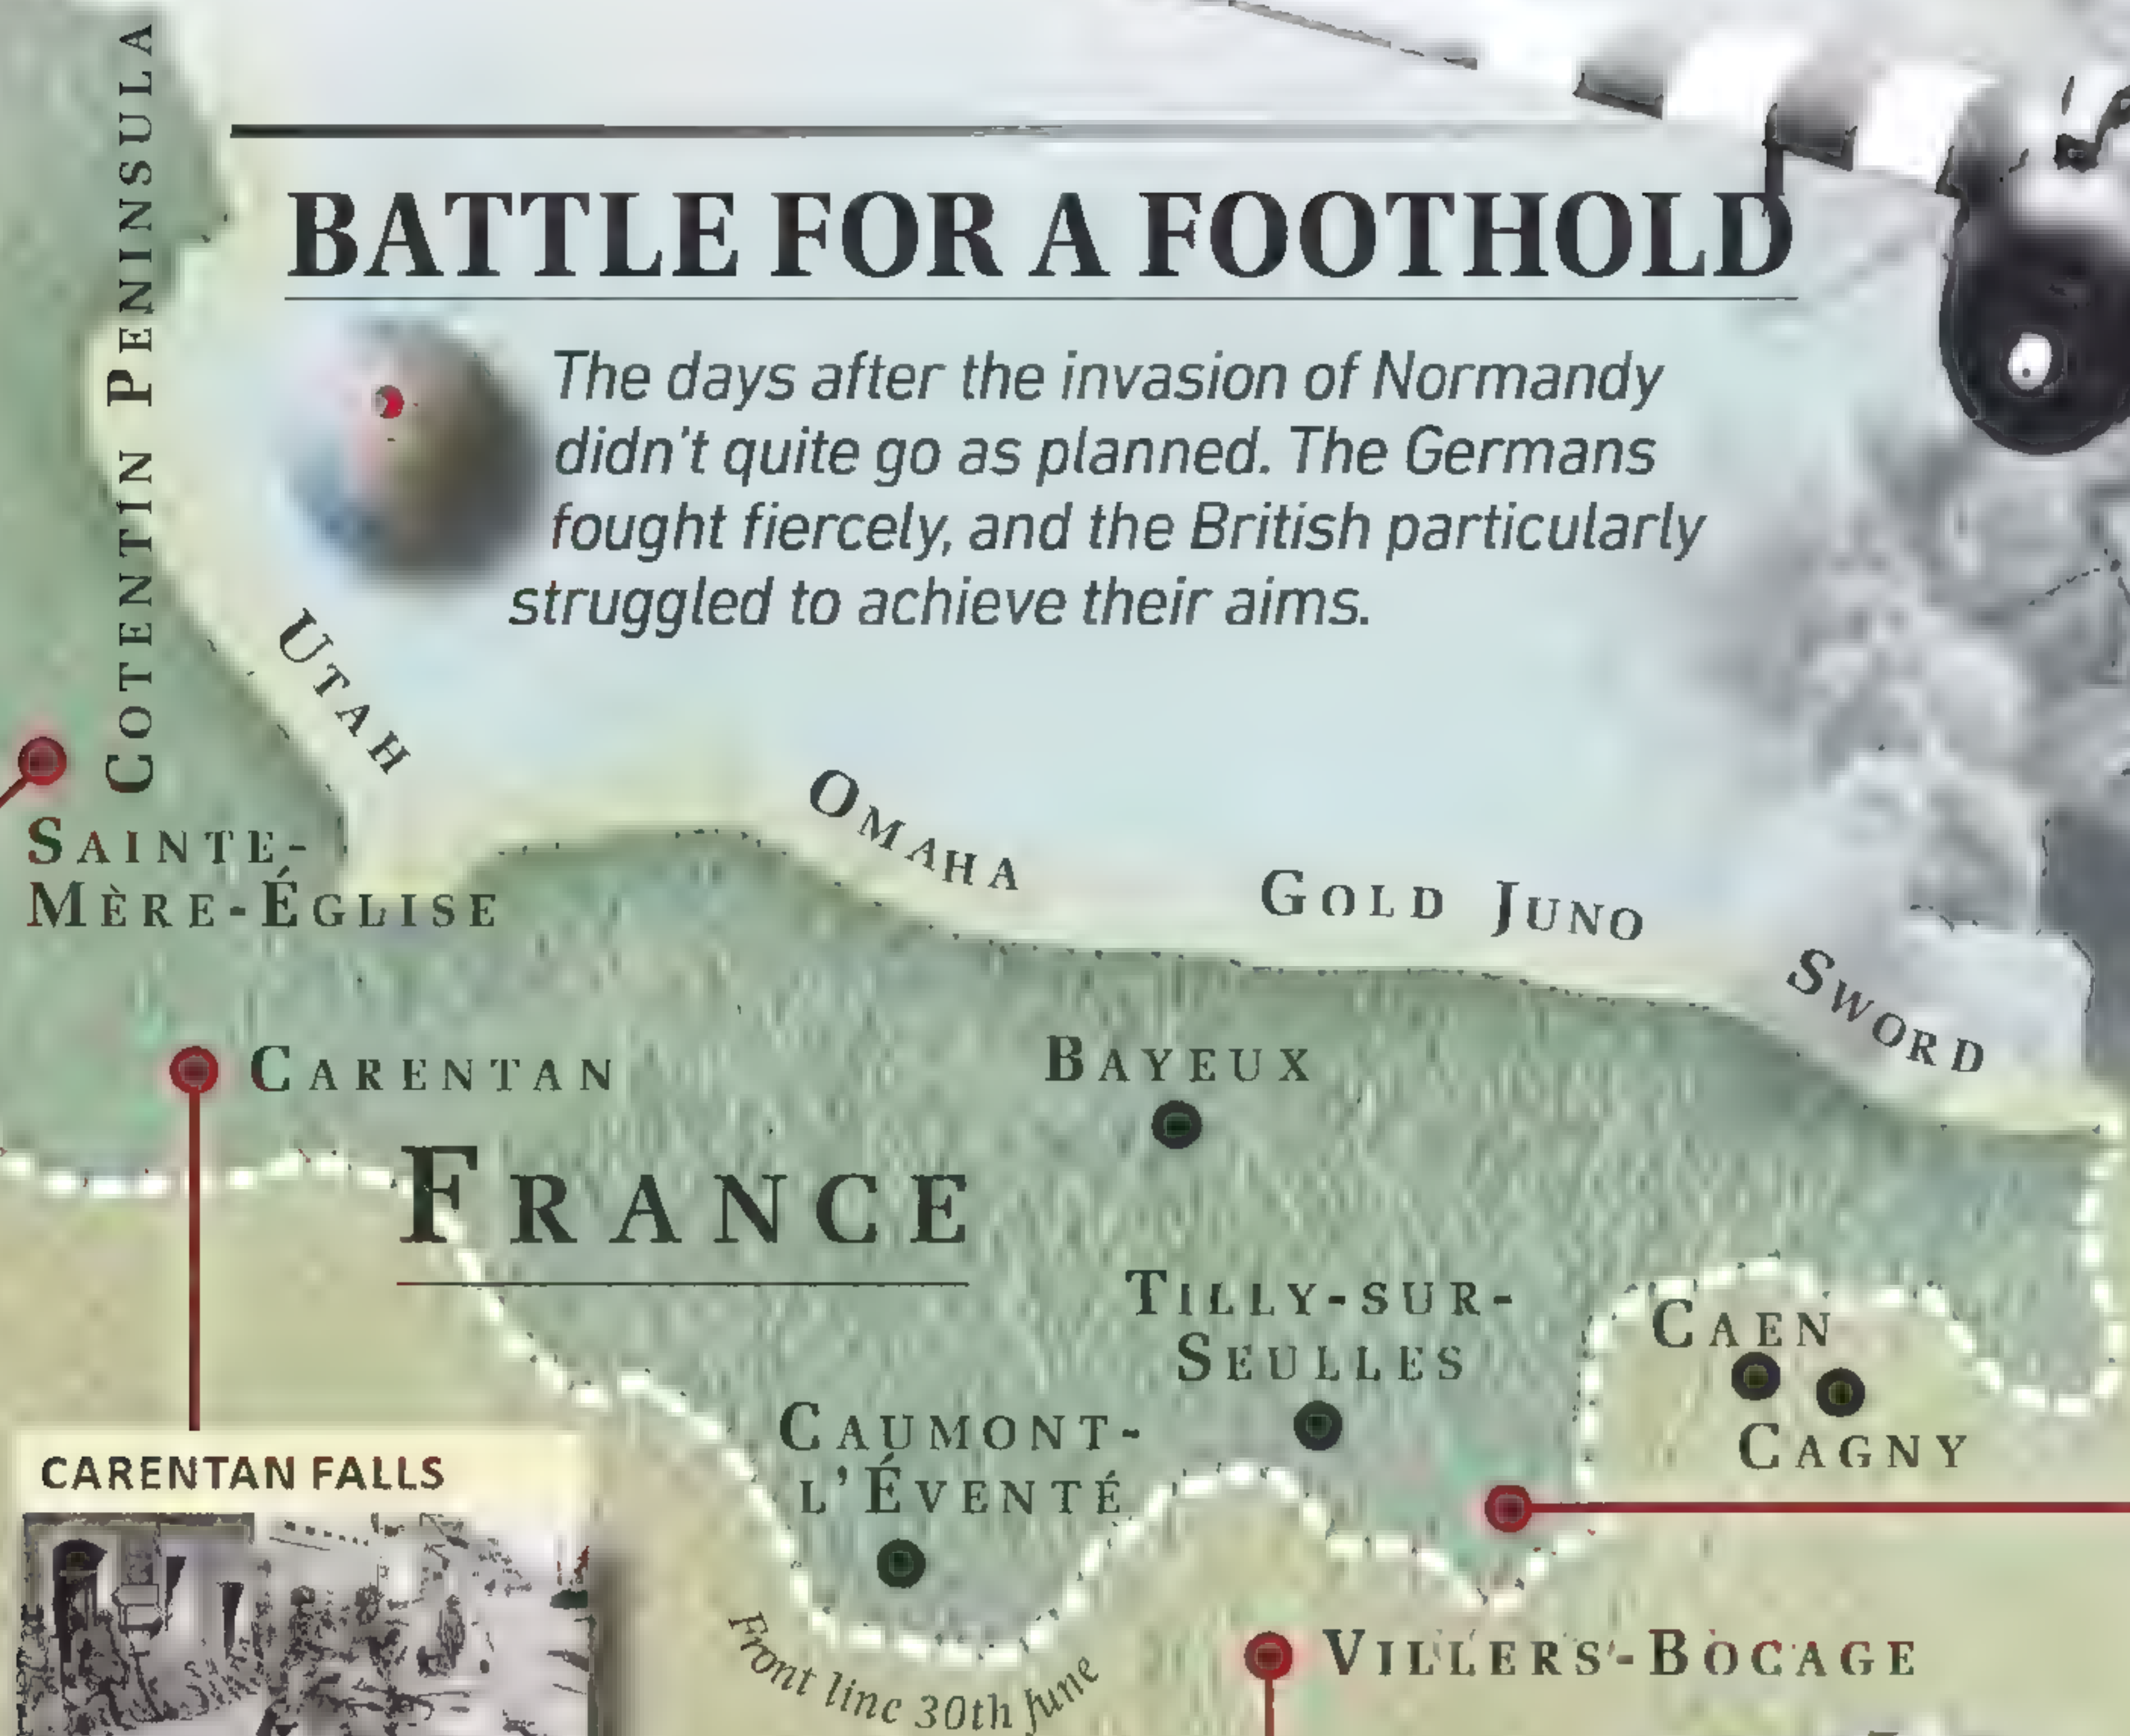 COTENTIN PENINSULA
BATTLE FOR A FOOTHOLD
The days after the invasion of Normandy
didn't quite go as planned. The Germans
fought fiercely, and the British particularly
struggled to achieve their aims.
UTAH
OMAHA
GOLD JUNO
SWORD
SAINTE-
MÈRE-ÉGLISE
CARENTAN
BAYEUX
FRANCE
TILLY-SUR-
SEULLES
CAEN
CAGNY
CAUMONT-
L'ÉVENTÉ
CARENTAN FALLS
Front line 30th June
VILLERS-BOCAGE